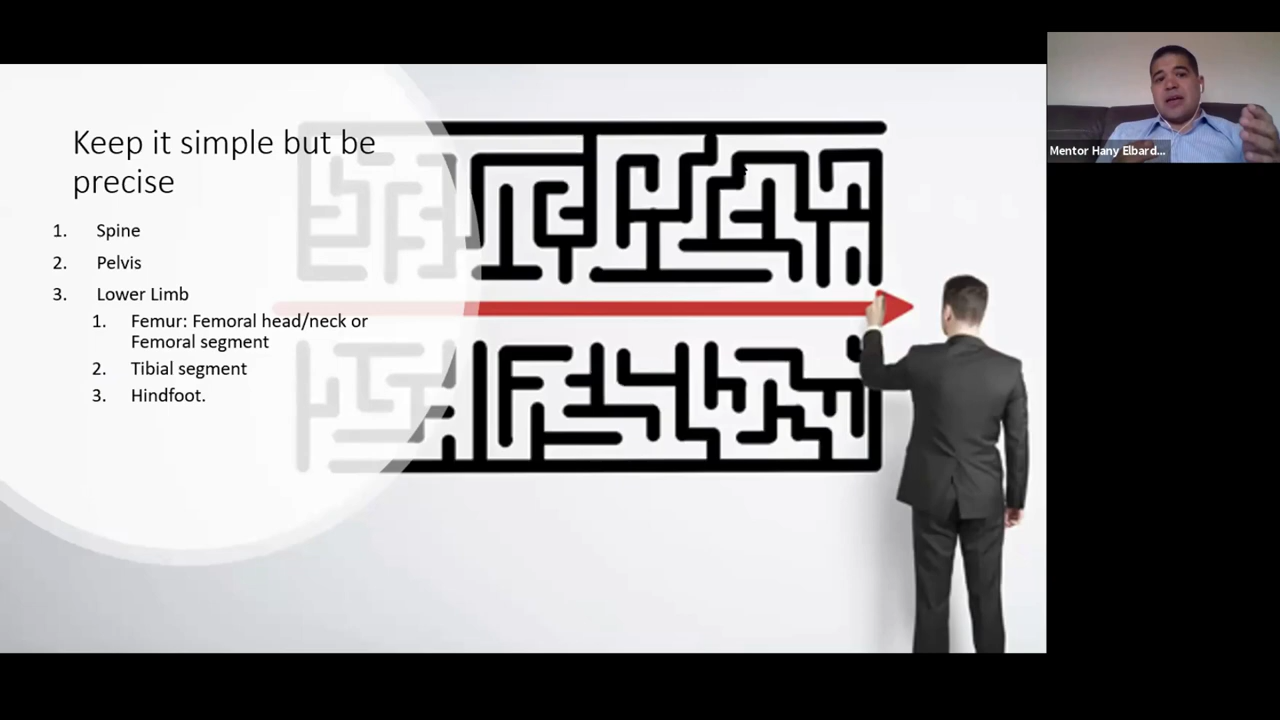 Keep it simple but be
precise
1. Spine
2. Pelvis
3. Lower Limb
1. Femur: Femoral head/neck or
Femoral segment
2. Tibial segment
3. Hindfoot.
Mentor Hany Elbard...